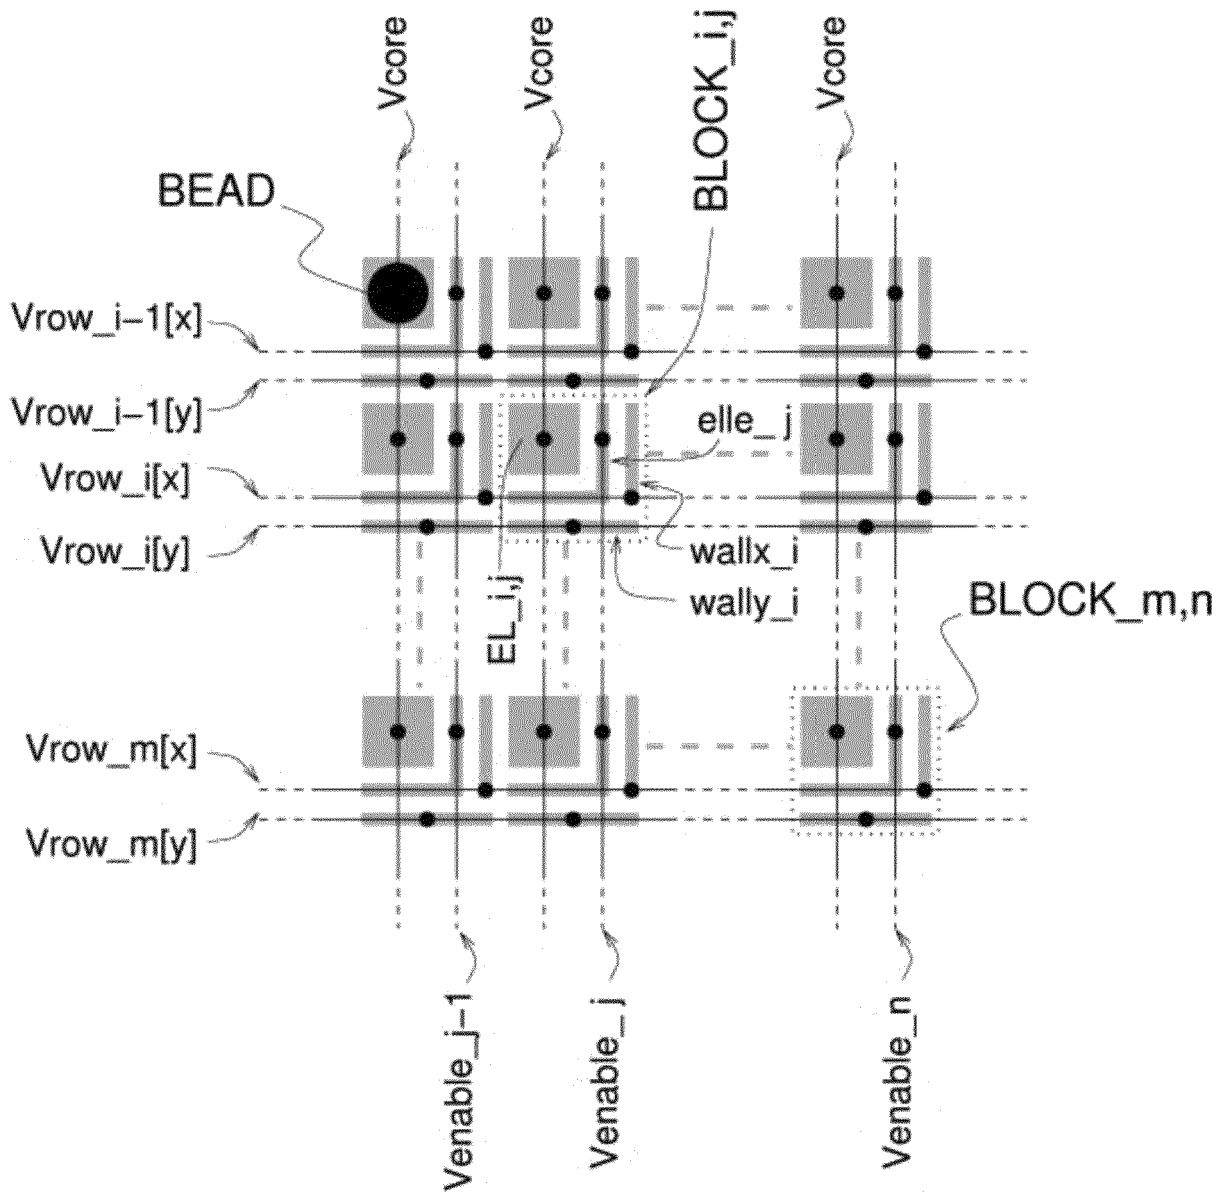 Vcore
Vcore
BLOCK_i,j
Vcore
BEAD
Vrow_i-1[x]
Vrow_i-1[y]
elle_j
Vrow_i[x]
Vrow_i[y]
wallx_i
wally_i
EL_i,j
BLOCK_m,n
Vrow_m[x]
Vrow_m[y]
Venable_j-1
Venable_j
Venable_n